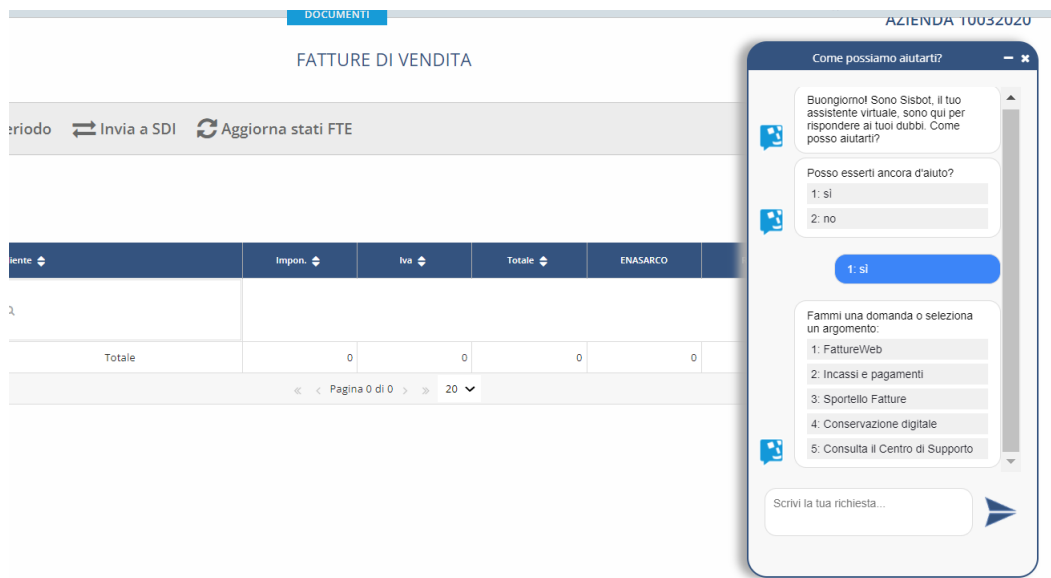 DOCUMENTI
AZIENDA 10032020
FATTURE DI VENDITA
eriodo Invia a SDI Aggiorna stati FTE
iente Impon. Iva Totale ENASARCO
Totale 0 0 0 0
Pagina 0 di 0 20
Come possiamo aiutarti?
Buongiorno! Sono Sisbot, il tuo
assistente virtuale, sono qui per
rispondere ai tuoi dubbi. Come
posso aiutarti?
Posso esserti ancora d'aiuto?
1: sì
2: no
1: sì
Fammi una domanda o seleziona
un argomento:
1: FattureWeb
2: Incassi e pagamenti
3: Sportello Fatture
4: Conservazione digitale
5: Consulta il Centro di Supporto
Scrivi la tua richiesta...